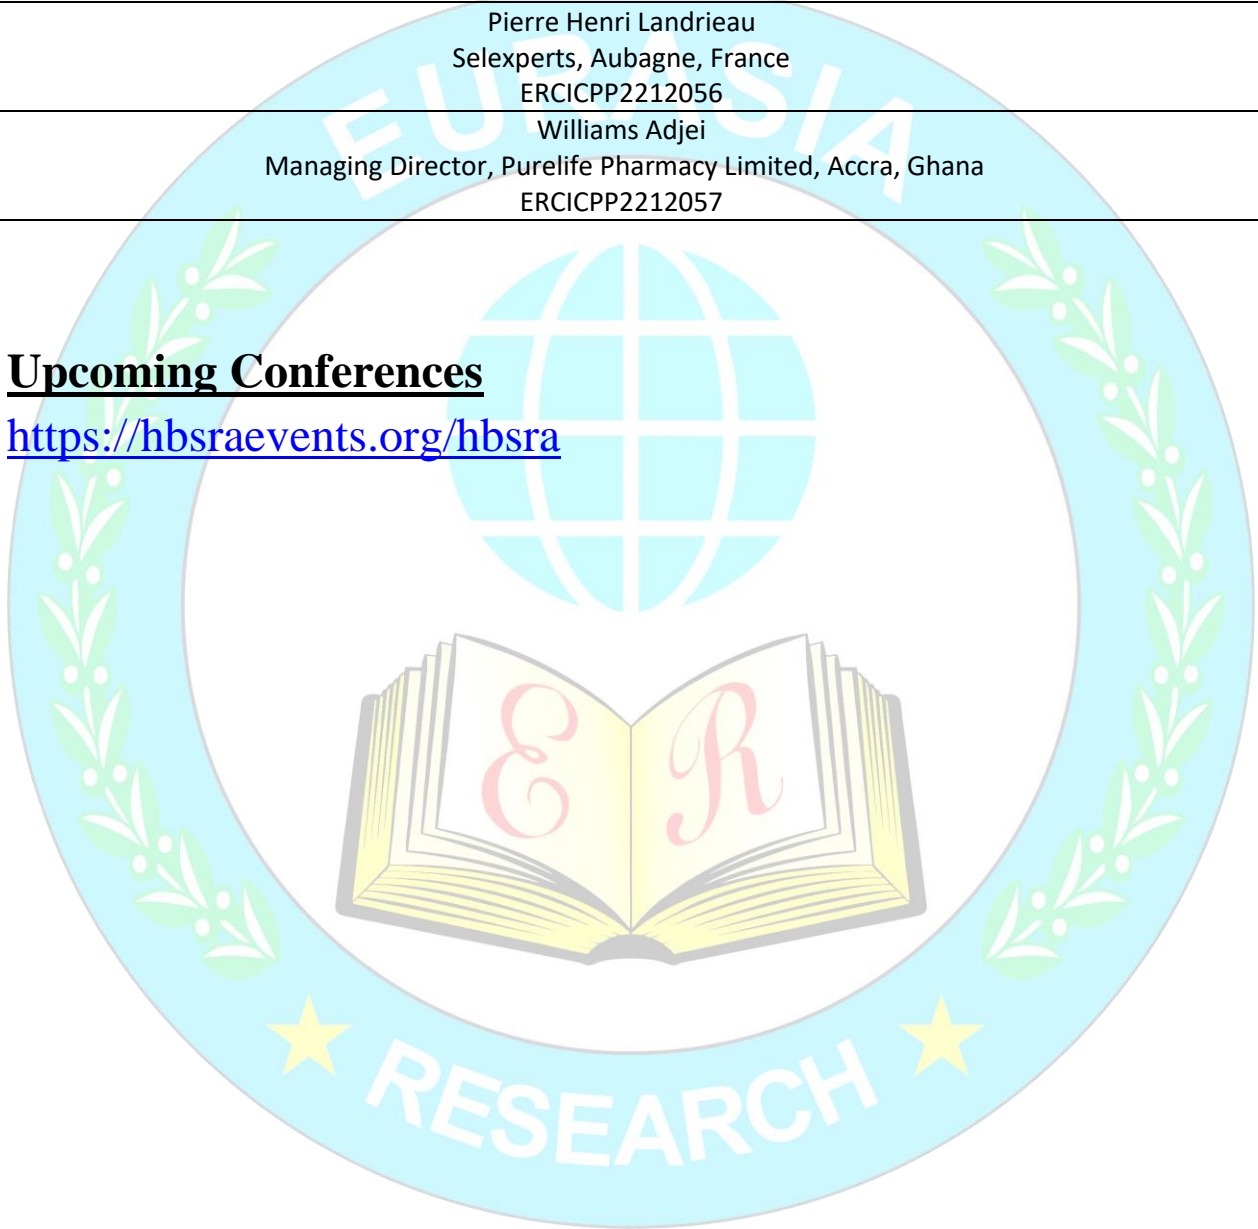 Pierre Henri Landrieau
Selexperts, Aubagne, France
ERCICPP2212056
Williams Adjei
Managing Director, Purelife Pharmacy Limited, Accra, Ghana
ERCICPP2212057
Upcoming Conferences
https://hbsraevents.org/hbsra
EURASIA
E R
RESEARCH